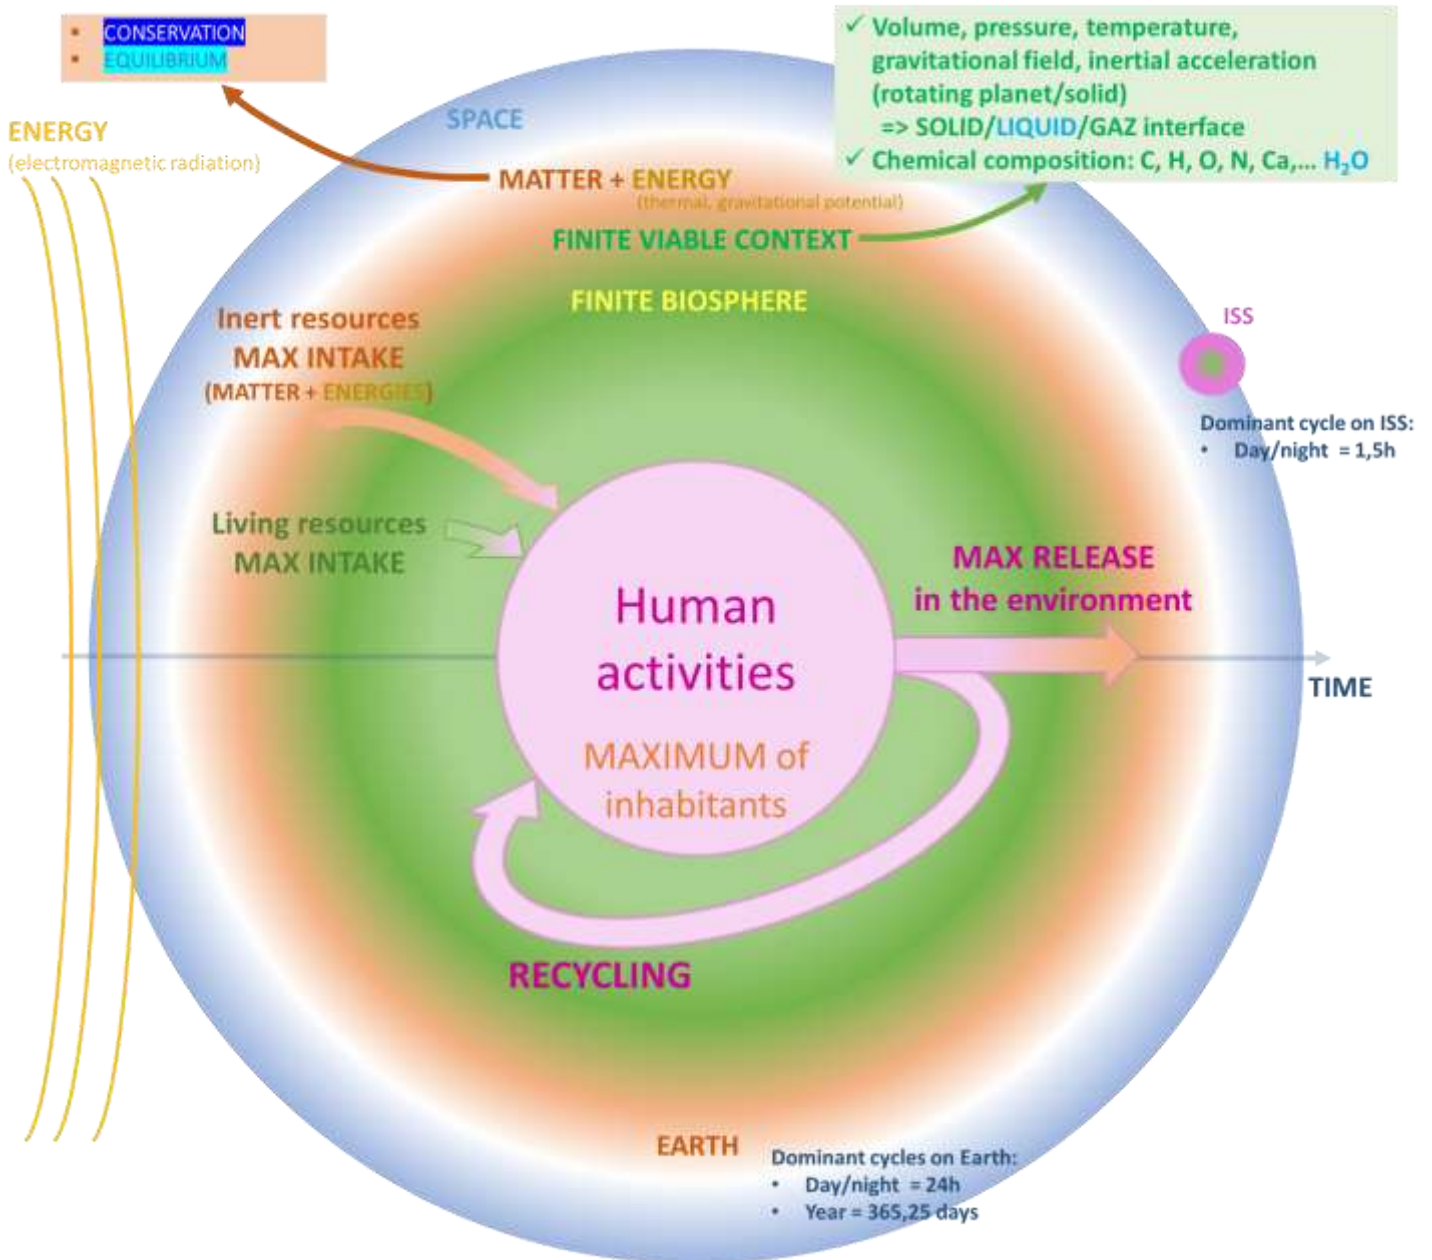 CONSERVATION
EQUILIBRIUM
ENERGY
(electromagnetic radiation)
SPACE
✓ Volume, pressure, temperature,
gravitational field, inertial acceleration
(rotating planet/solid)
=> SOLID/LIQUID/GAZ interface
✓ Chemical composition: C, H, O, N, Ca,... H₂O
MATTER + ENERGY
(thermal, gravitational potential)
FINITE VIABLE CONTEXT
FINITE BIOSPHERE
Inert resources
MAX INTAKE
(MATTER + ENERGIES)
ISS
Dominant cycle on ISS:
• Day/night = 1,5h
Living resources
MAX INTAKE
MAX RELEASE
in the environment
Human
activities
MAXIMUM of
inhabitants
TIME
RECYCLING
EARTH
Dominant cycles on Earth:
• Day/night = 24h
• Year = 365,25 days